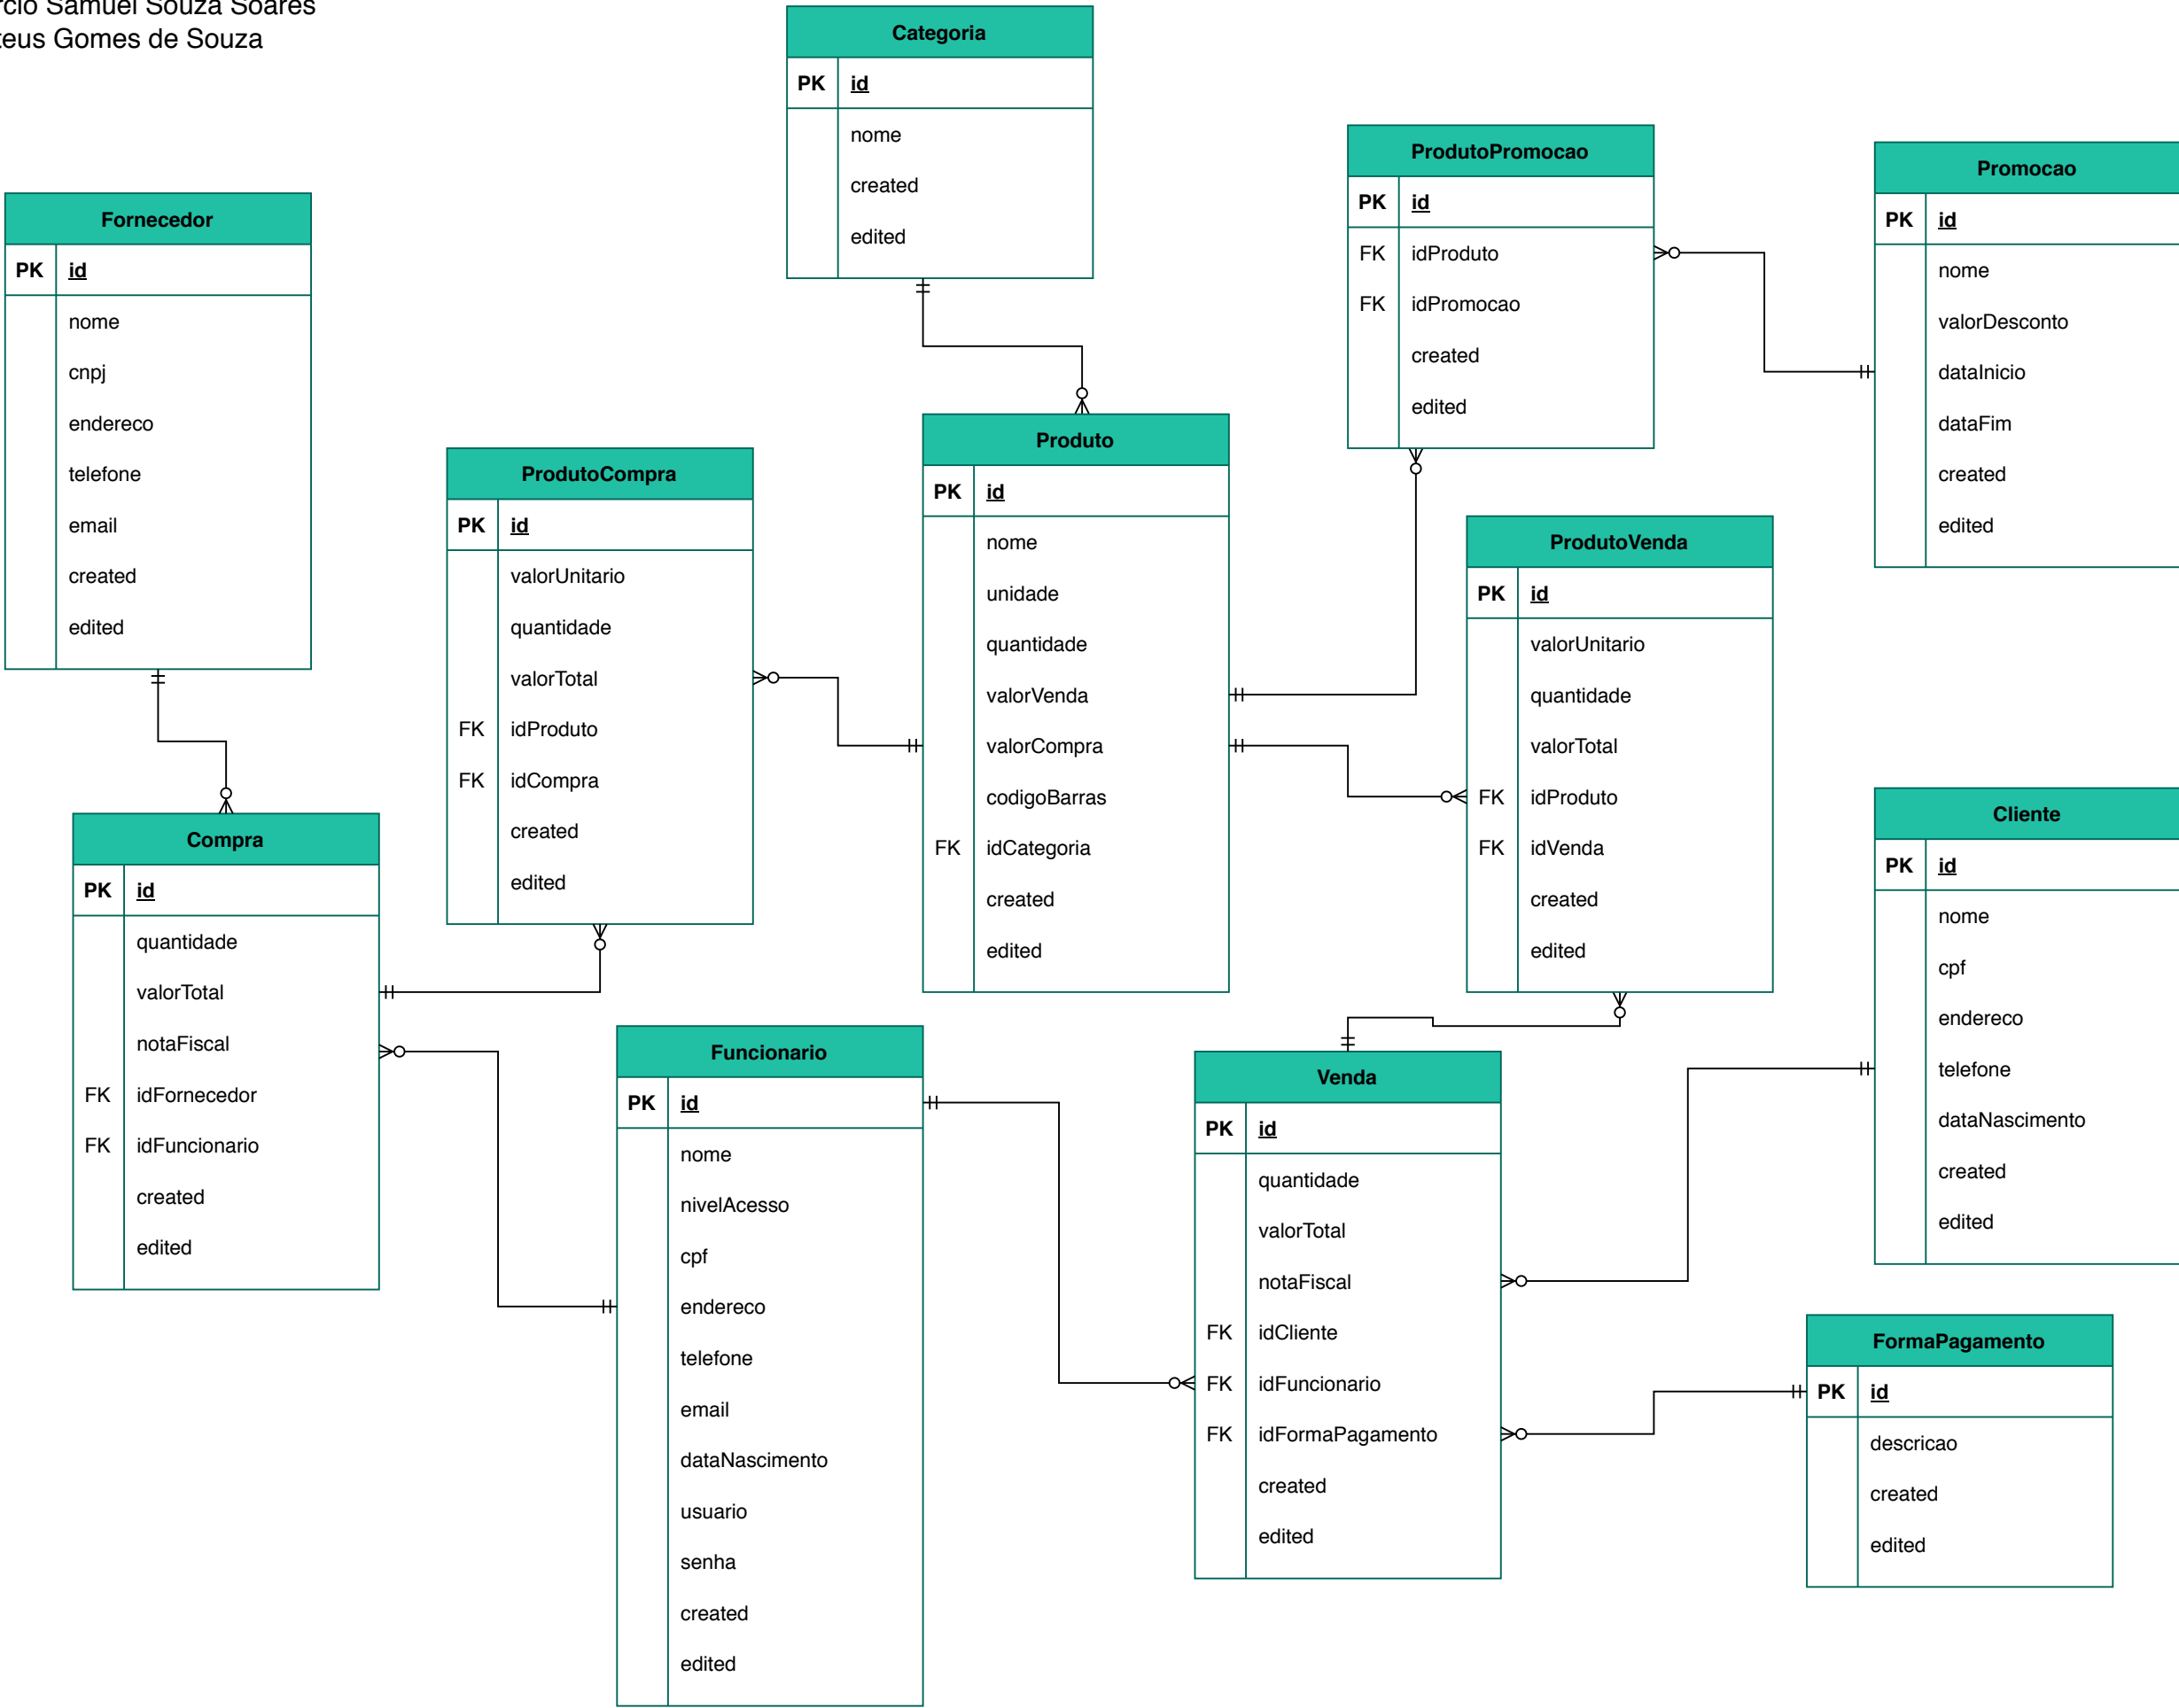 Samuel Souza Soares
Gomes de Souza
Categoria
PK id
nome
created
edited
ProdutoPromocao
PK id
FK idProduto
FK idPromocao
created
edited
Promocao
PK id
nome
valorDesconto
dataInicio
dataFim
created
edited
Fornecedor
PK id
nome
cnpj
endereco
telefone
email
created
edited
ProdutoCompra
PK id
valorUnitario
quantidade
valorTotal
FK idProduto
FK idCompra
created
edited
Produto
PK id
nome
unidade
quantidade
valorVenda
valorCompra
codigoBarras
FK idCategoria
created
edited
ProdutoVenda
PK id
valorUnitario
quantidade
valorTotal
FK idProduto
FK idVenda
created
edited
Compra
PK id
quantidade
valorTotal
notaFiscal
FK idFornecedor
FK idFuncionario
created
edited
Funcionario
PK id
nome
nivelAcesso
cpf
endereco
telefone
email
dataNascimento
usuario
senha
created
edited
Venda
PK id
quantidade
valorTotal
notaFiscal
FK idCliente
FK idFuncionario
FK idFormaPagamento
created
edited
Cliente
PK id
nome
cpf
endereco
telefone
dataNascimento
created
edited
FormaPagamento
PK id
descricao
created
edited